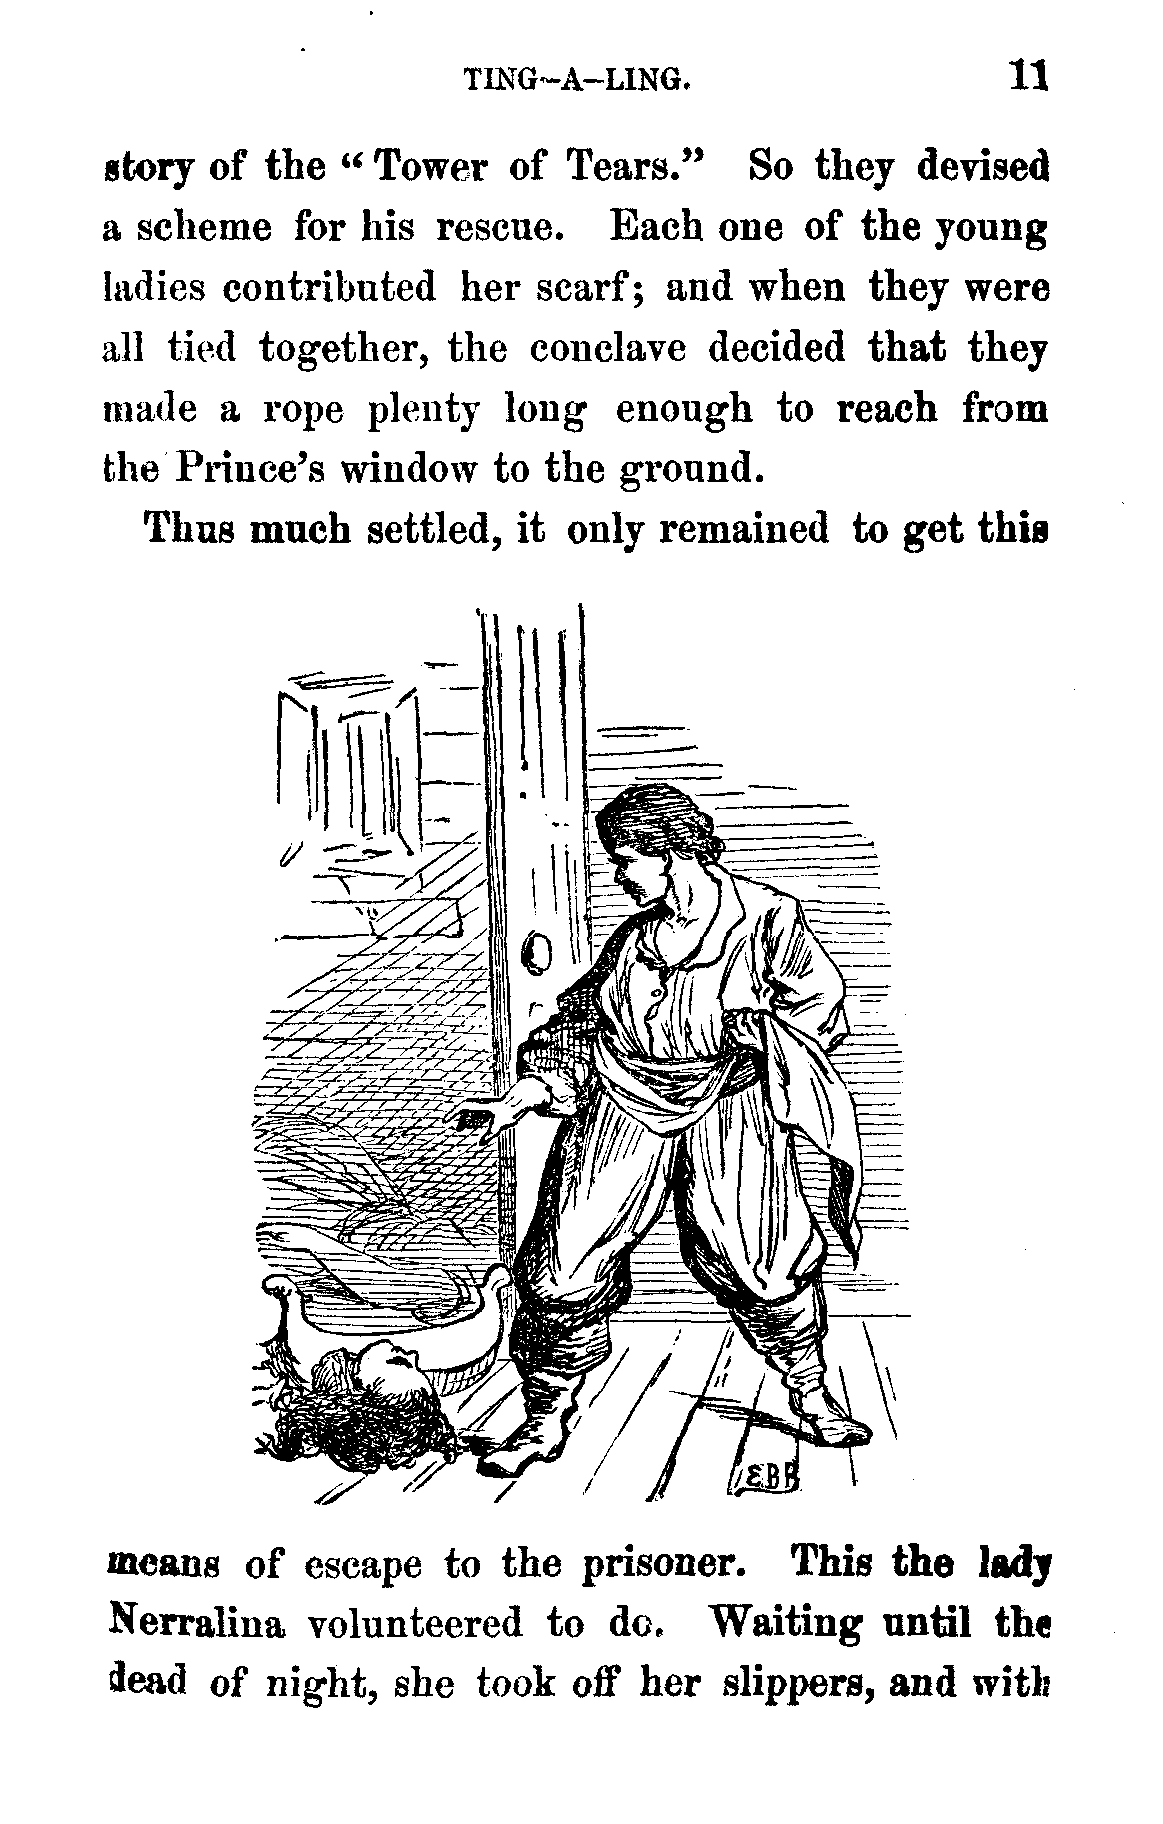 TING-A-LING. 11
story of the "Tower of Tears." So they devised
a scheme for his rescue. Each one of the young
ladies contributed her scarf; and when they were
all tied together, the conclave decided that they
made a rope plenty long enough to reach from
the Prince's window to the ground.
Thus much settled, it only remained to get this
EBB
means of escape to the prisoner. This the lady
Nerralina volunteered to do. Waiting until the
dead of night, she took off her slippers, and with